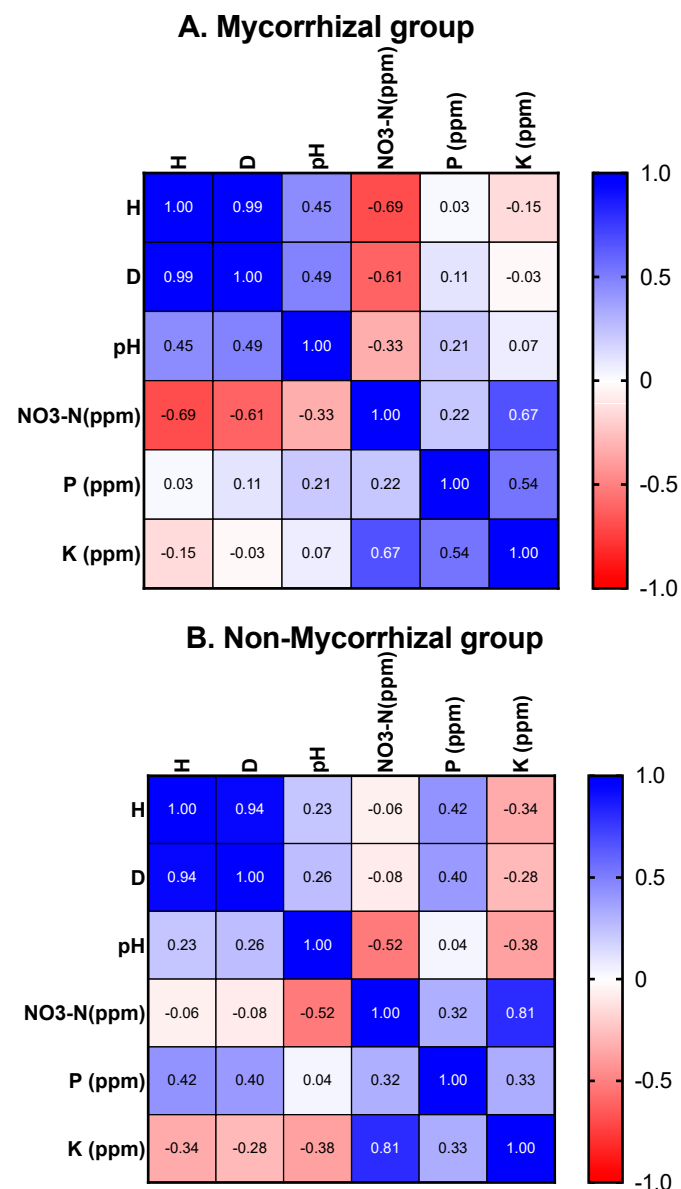 A. Mycorrhizal group
H D pH NO3-N(ppm) P (ppm) K (ppm)
H 1.00 0.99 0.45 -0.69 0.03 -0.15
D 0.99 1.00 0.49 -0.61 0.11 -0.03
pH 0.45 0.49 1.00 -0.33 0.21 0.07
NO3-N(ppm) -0.69 -0.61 -0.33 1.00 0.22 0.67
P (ppm) 0.03 0.11 0.21 0.22 1.00 0.54
K (ppm) -0.15 -0.03 0.07 0.67 0.54 1.00
1.0
0.5
0
-0.5
-1.0
B. Non-Mycorrhizal group
H D pH NO3-N(ppm) P (ppm) K (ppm)
H 1.00 0.94 0.23 -0.06 0.42 -0.34
D 0.94 1.00 0.26 -0.08 0.40 -0.28
pH 0.23 0.26 1.00 -0.52 0.04 -0.38
NO3-N(ppm) -0.06 -0.08 -0.52 1.00 0.32 0.81
P (ppm) 0.42 0.40 0.04 0.32 1.00 0.33
K (ppm) -0.34 -0.28 -0.38 0.81 0.33 1.00
1.0
0.5
0
-0.5
-1.0